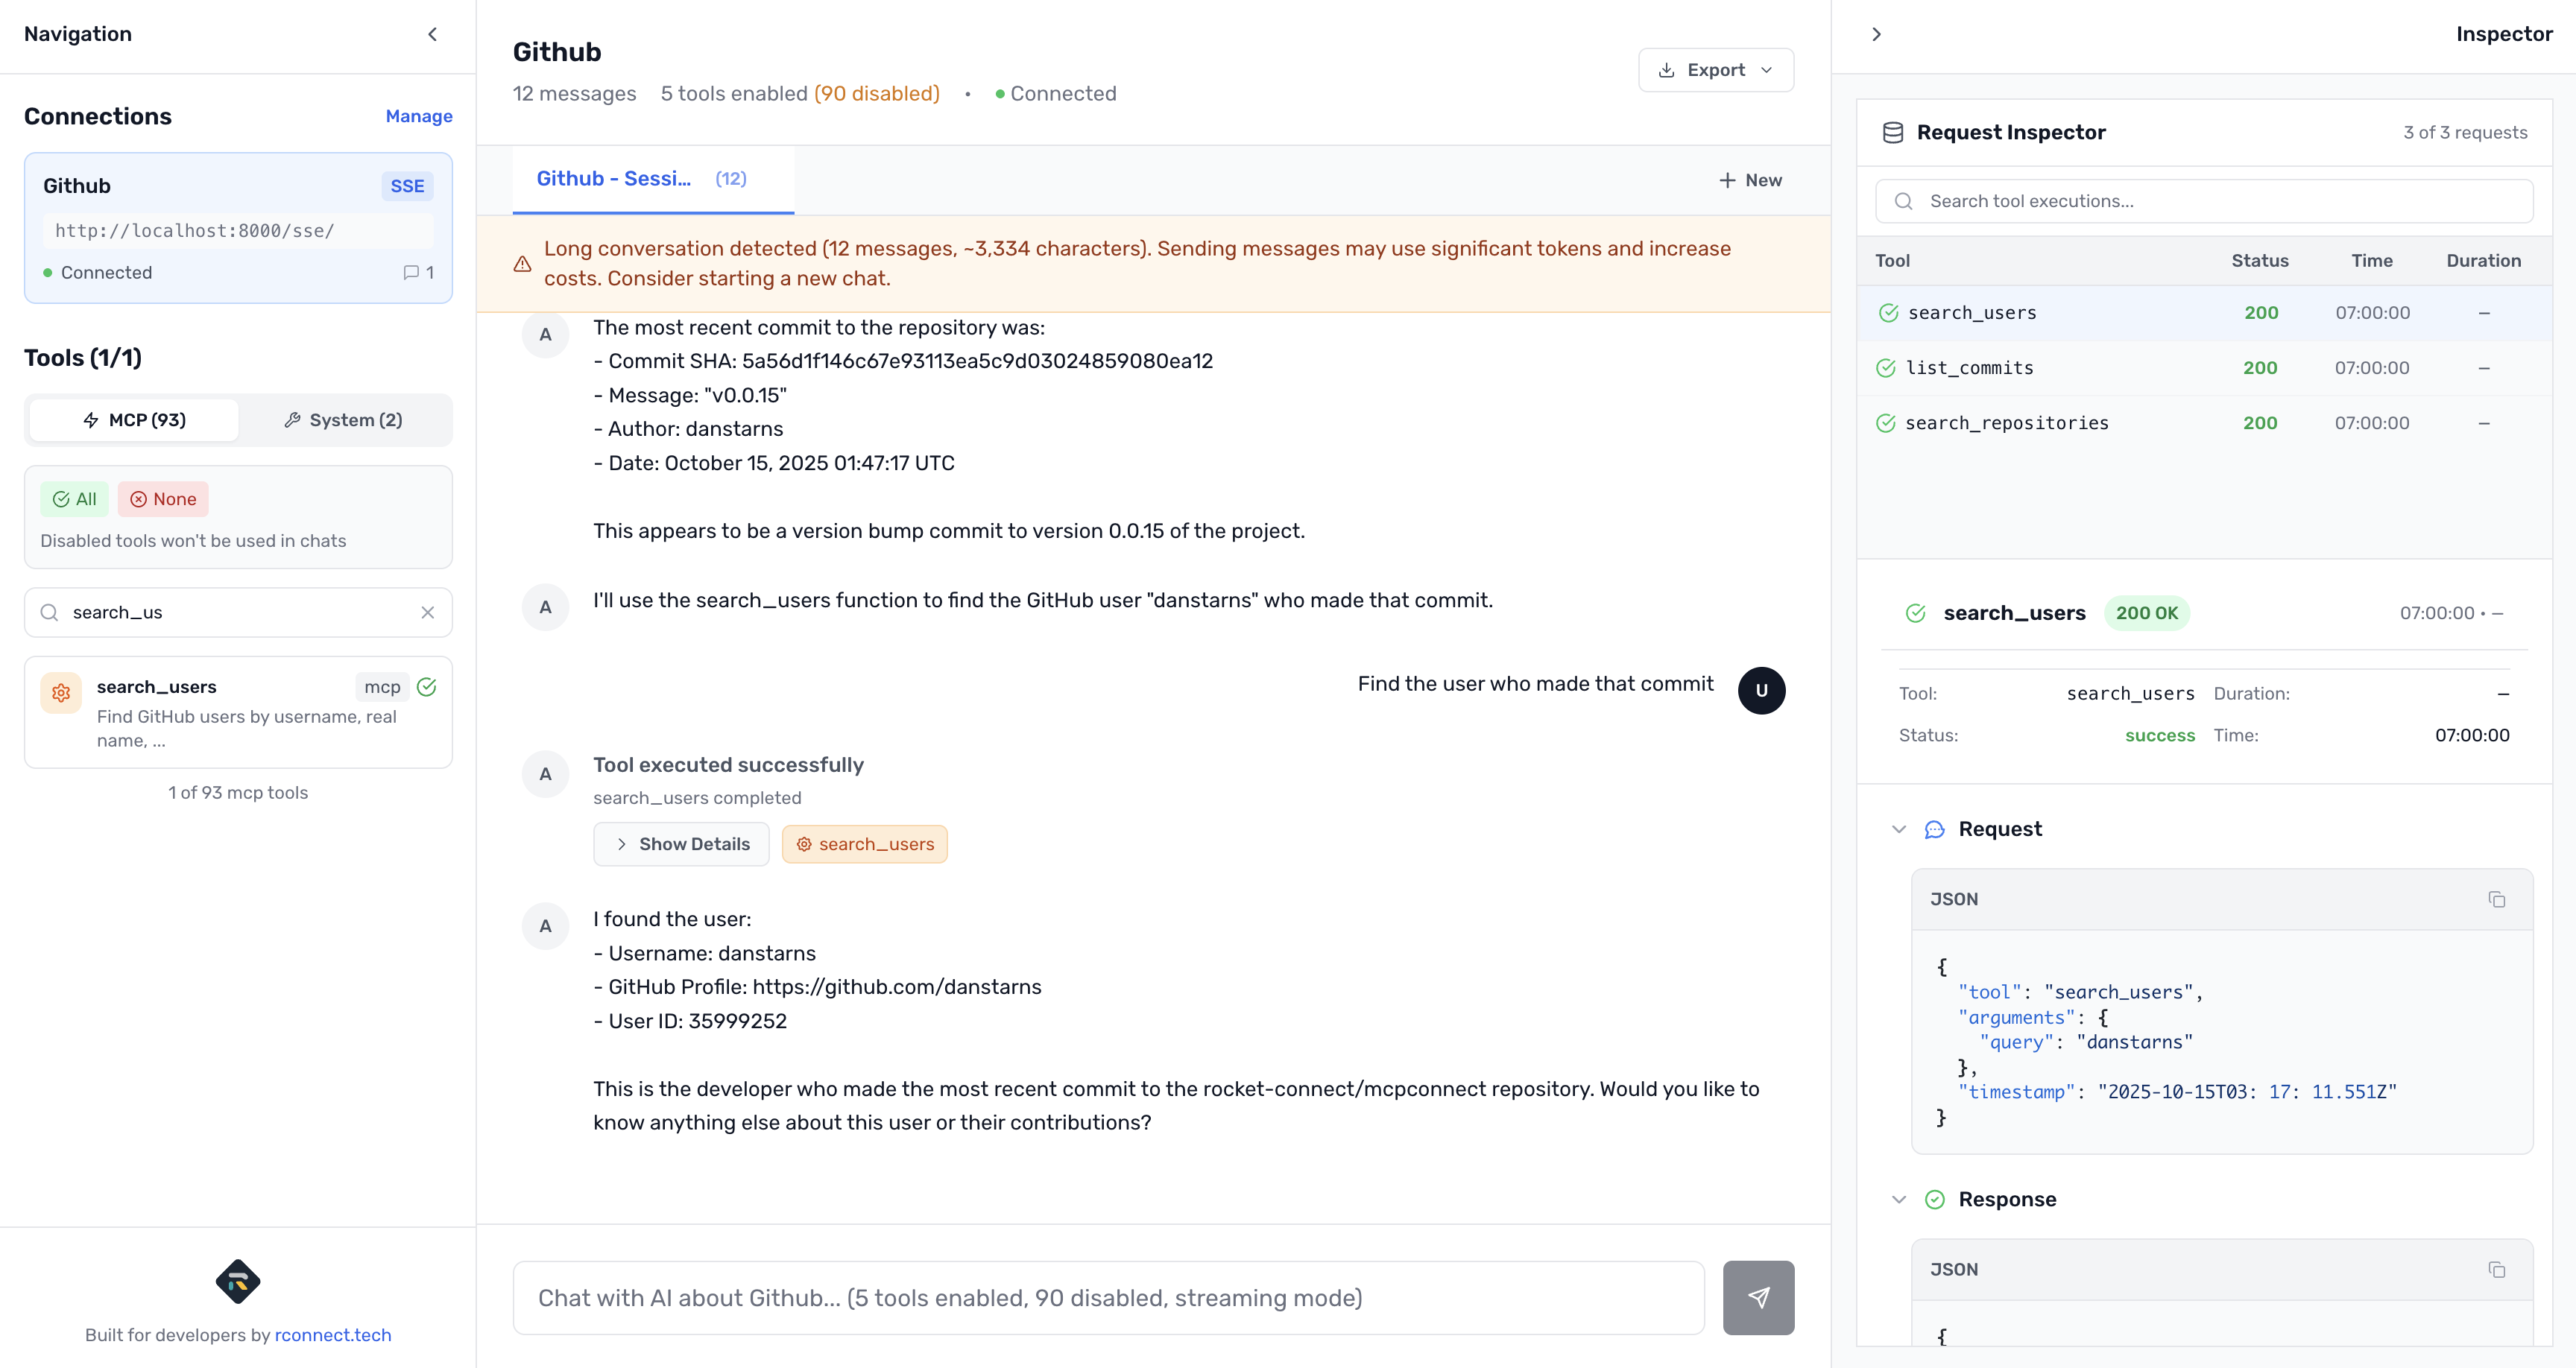 Navigation
Connections
Manage
Github
SSE
http://localhost:8000/sse/
Connected
1
Tools (1/1)
MCP (93)
System (2)
All
None
Disabled tools won't be used in chats
search_us
search_users
mcp
Find GitHub users by username, real
name, ...
1 of 93 mcp tools
Built for developers by rconnect.tech
Github
12 messages 5 tools enabled (90 disabled) • Connected
Export
Github - Sessi... (12)
New
Long conversation detected (12 messages, ~3,334 characters). Sending messages may use significant tokens and increase
costs. Consider starting a new chat.
A
The most recent commit to the repository was:
- Commit SHA: 5a56d1f146c67e93113ea5c9d03024859080ea12
- Message: "v0.0.15"
- Author: danstarns
- Date: October 15, 2025 01:47:17 UTC
This appears to be a version bump commit to version 0.0.15 of the project.
A
I'll use the search_users function to find the GitHub user "danstarns" who made that commit.
Find the user who made that commit
U
A
Tool executed successfully
search_users completed
Show Details
search_users
A
I found the user:
- Username: danstarns
- GitHub Profile: https://github.com/danstarns
- User ID: 35999252
This is the developer who made the most recent commit to the rocket-connect/mcpconnect repository. Would you like to
know anything else about this user or their contributions?
Chat with AI about Github... (5 tools enabled, 90 disabled, streaming mode)
Inspector
Request Inspector
3 of 3 requests
Search tool executions...
Tool Status Time Duration
search_users 200 07:00:00 —
list_commits 200 07:00:00 —
search_repositories 200 07:00:00 —
search_users 200 OK 07:00:00 • —
Tool: search_users Duration: —
Status: success Time: 07:00:00
Request
JSON
{
"tool": "search_users",
"arguments": {
"query": "danstarns"
},
"timestamp": "2025-10-15T03: 17: 11.551Z"
}
Response
JSON
{